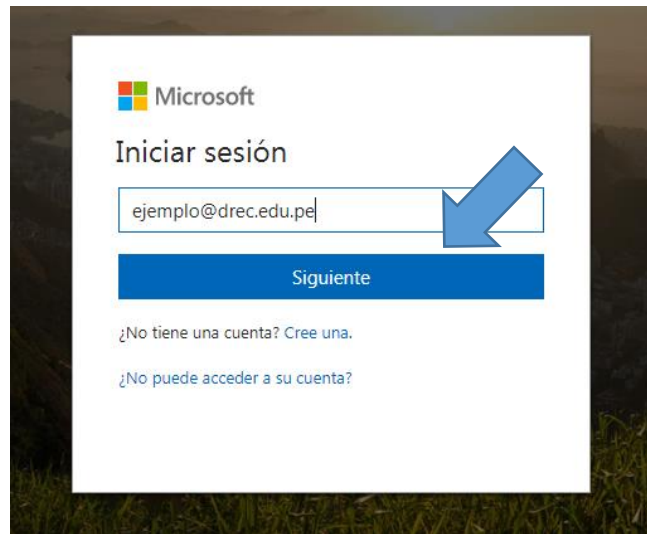 Microsoft
Iniciar sesión
ejemplo@drec.edu.pe
Siguiente
¿No tiene una cuenta? Cree una.
¿No puede acceder a su cuenta?